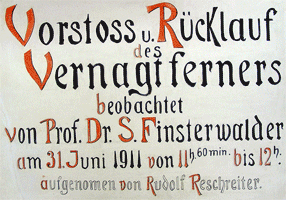 Vorstoss u. Rücklauf
des
Vernagtferners
beobachtet
von Prof. Dr. S. Finsterwalder
am 31. Juni 1911 von 11h. 60 min. bis 12h.
aufgenomen von Rudolf Reschreiter.